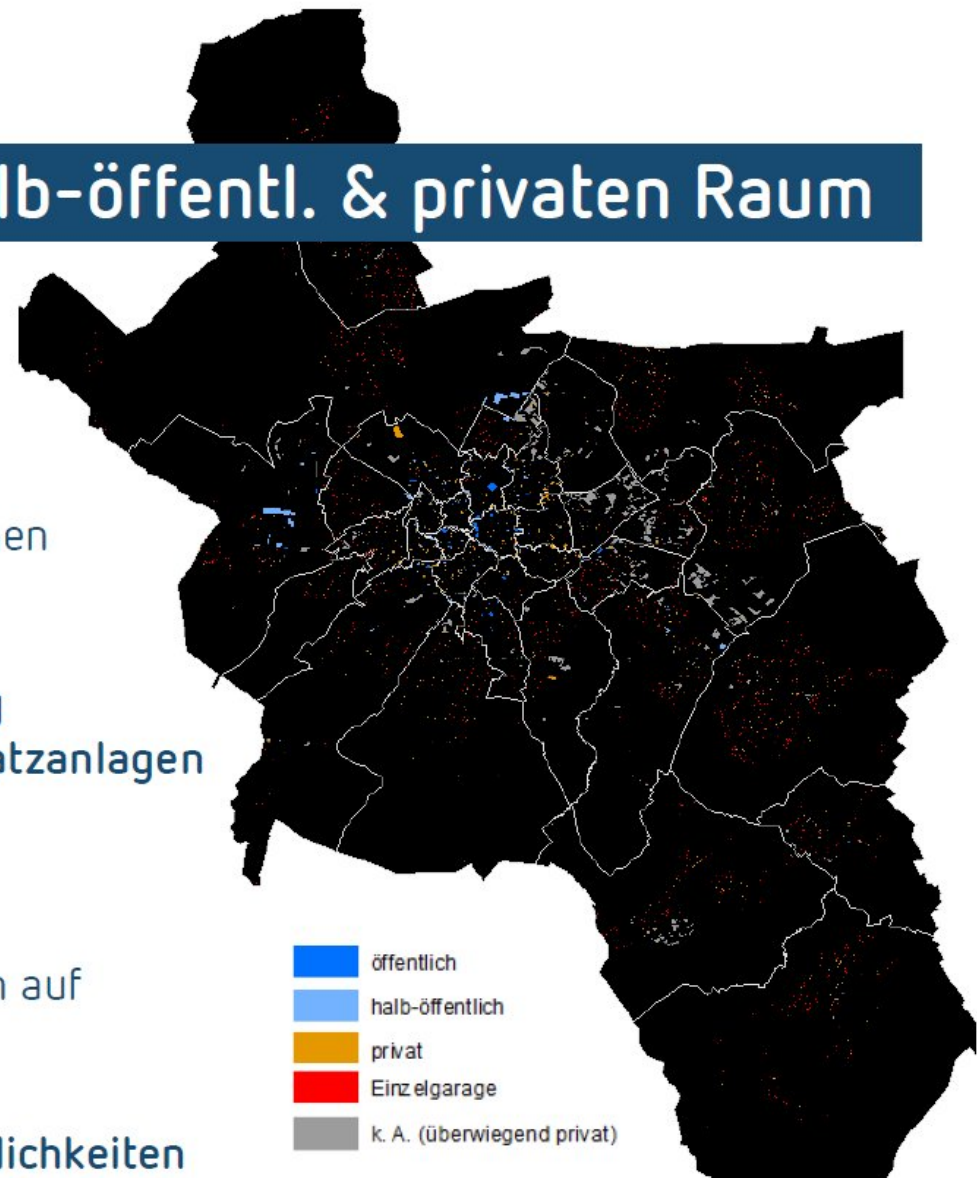 lb-öffentl. & privaten Raum
en
atzanlagen
n auf
lichkeiten
öffentlich
halb-öffentlich
privat
Einzelgarage
k. A. (überwiegend privat)